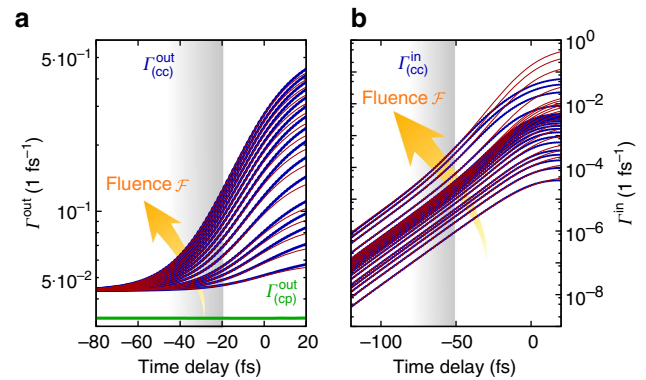 a
b
5·10⁻¹
10⁻¹
5·10⁻²
Γ^out (1 fs⁻¹)
Γ^out_(cc)
Fluence ℱ
Γ^out_(cp)
−80 −60 −40 −20 0 20
Time delay (fs)
Γ^in_(cc)
Fluence ℱ
10⁰
10⁻²
10⁻⁴
10⁻⁶
10⁻⁸
Γ^in (1 fs⁻¹)
−100 −50 0
Time delay (fs)